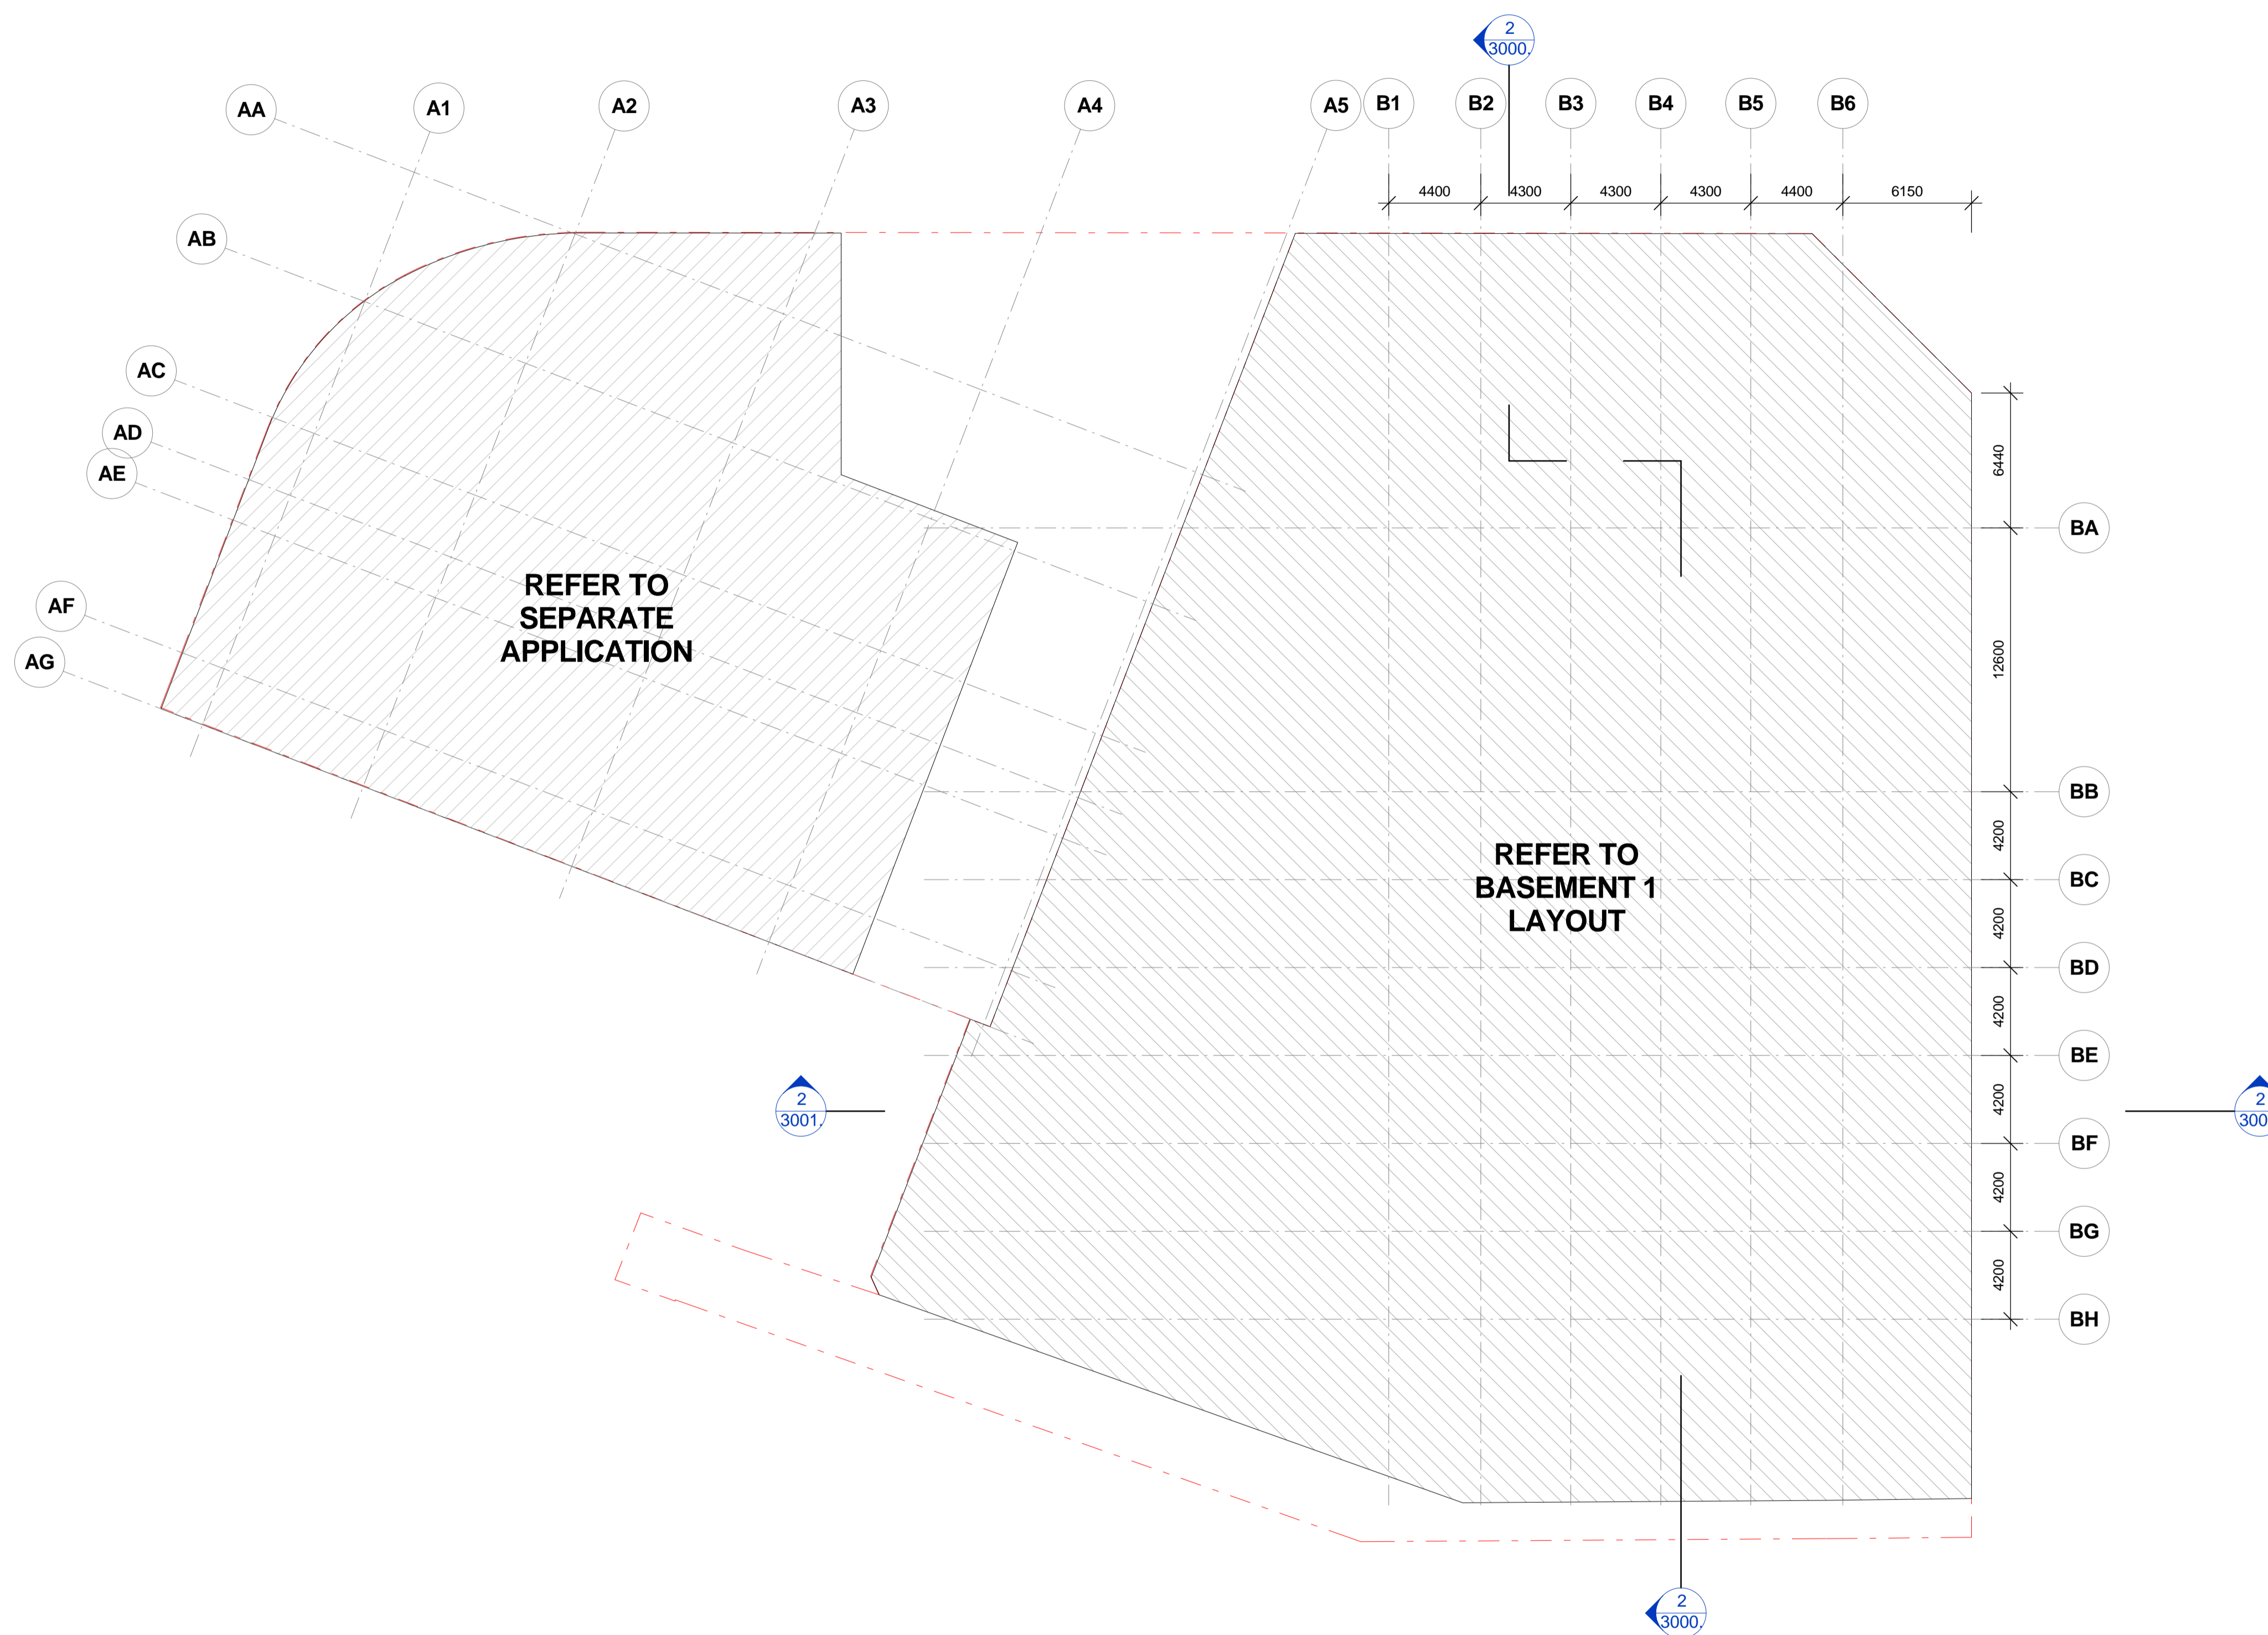 2
3000.
AA
A1
A2
A3
A4
A5
B1
B2
B3
B4
B5
B6
4400
4300
4300
4300
4400
6150
AB
AC
AD
AE
AF
AG
6440
BA
12600
BB
4200
BC
4200
BD
4200
BE
4200
BF
4200
BG
4200
BH
REFER TO
SEPARATE
APPLICATION
REFER TO
BASEMENT 1
LAYOUT
2
3001.
2
300
2
3000.